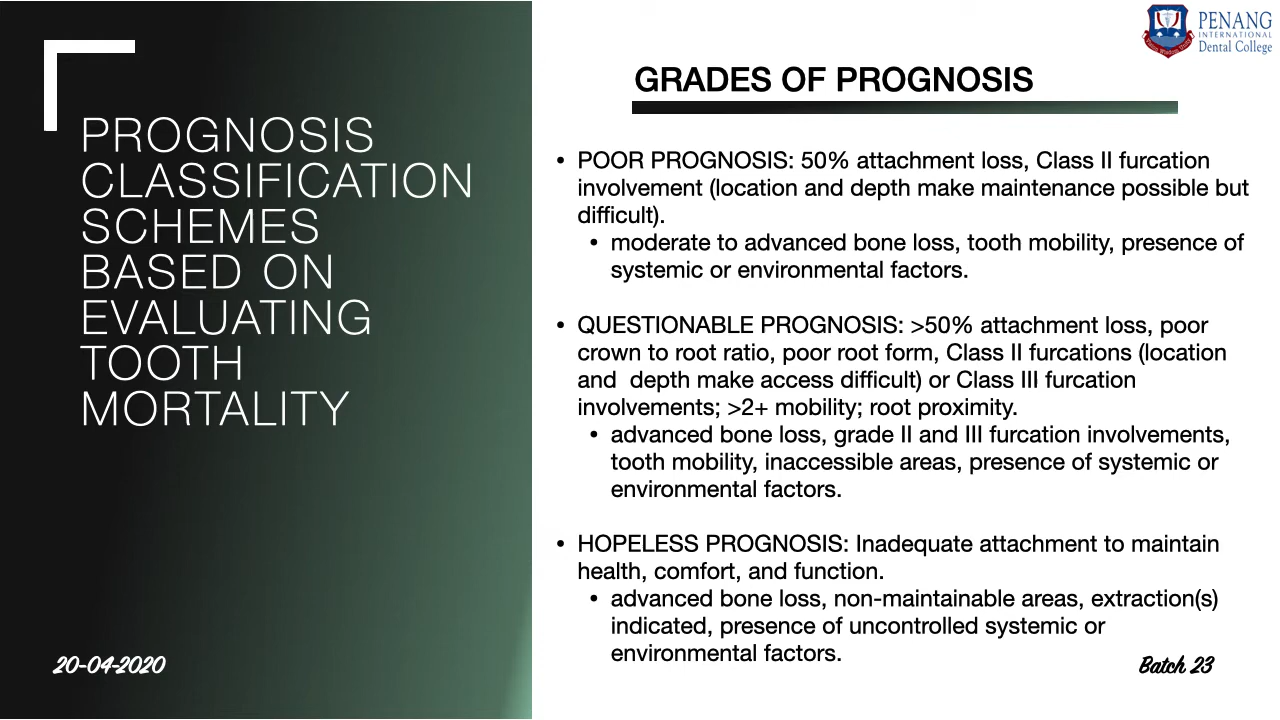 PROGNOSIS
CLASSIFICATION
SCHEMES
BASED ON
EVALUATING
TOOTH
MORTALITY
20-04-2020
PENANG
INTERNATIONAL
Dental College
GRADES OF PROGNOSIS
• POOR PROGNOSIS: 50% attachment loss, Class II furcation
involvement (location and depth make maintenance possible but
difficult).
• moderate to advanced bone loss, tooth mobility, presence of
systemic or environmental factors.
• QUESTIONABLE PROGNOSIS: >50% attachment loss, poor
crown to root ratio, poor root form, Class II furcations (location
and  depth make access difficult) or Class III furcation
involvements; >2+ mobility; root proximity.
• advanced bone loss, grade II and III furcation involvements,
tooth mobility, inaccessible areas, presence of systemic or
environmental factors.
• HOPELESS PROGNOSIS: Inadequate attachment to maintain
health, comfort, and function.
• advanced bone loss, non-maintainable areas, extraction(s)
indicated, presence of uncontrolled systemic or
environmental factors.
Batch 23